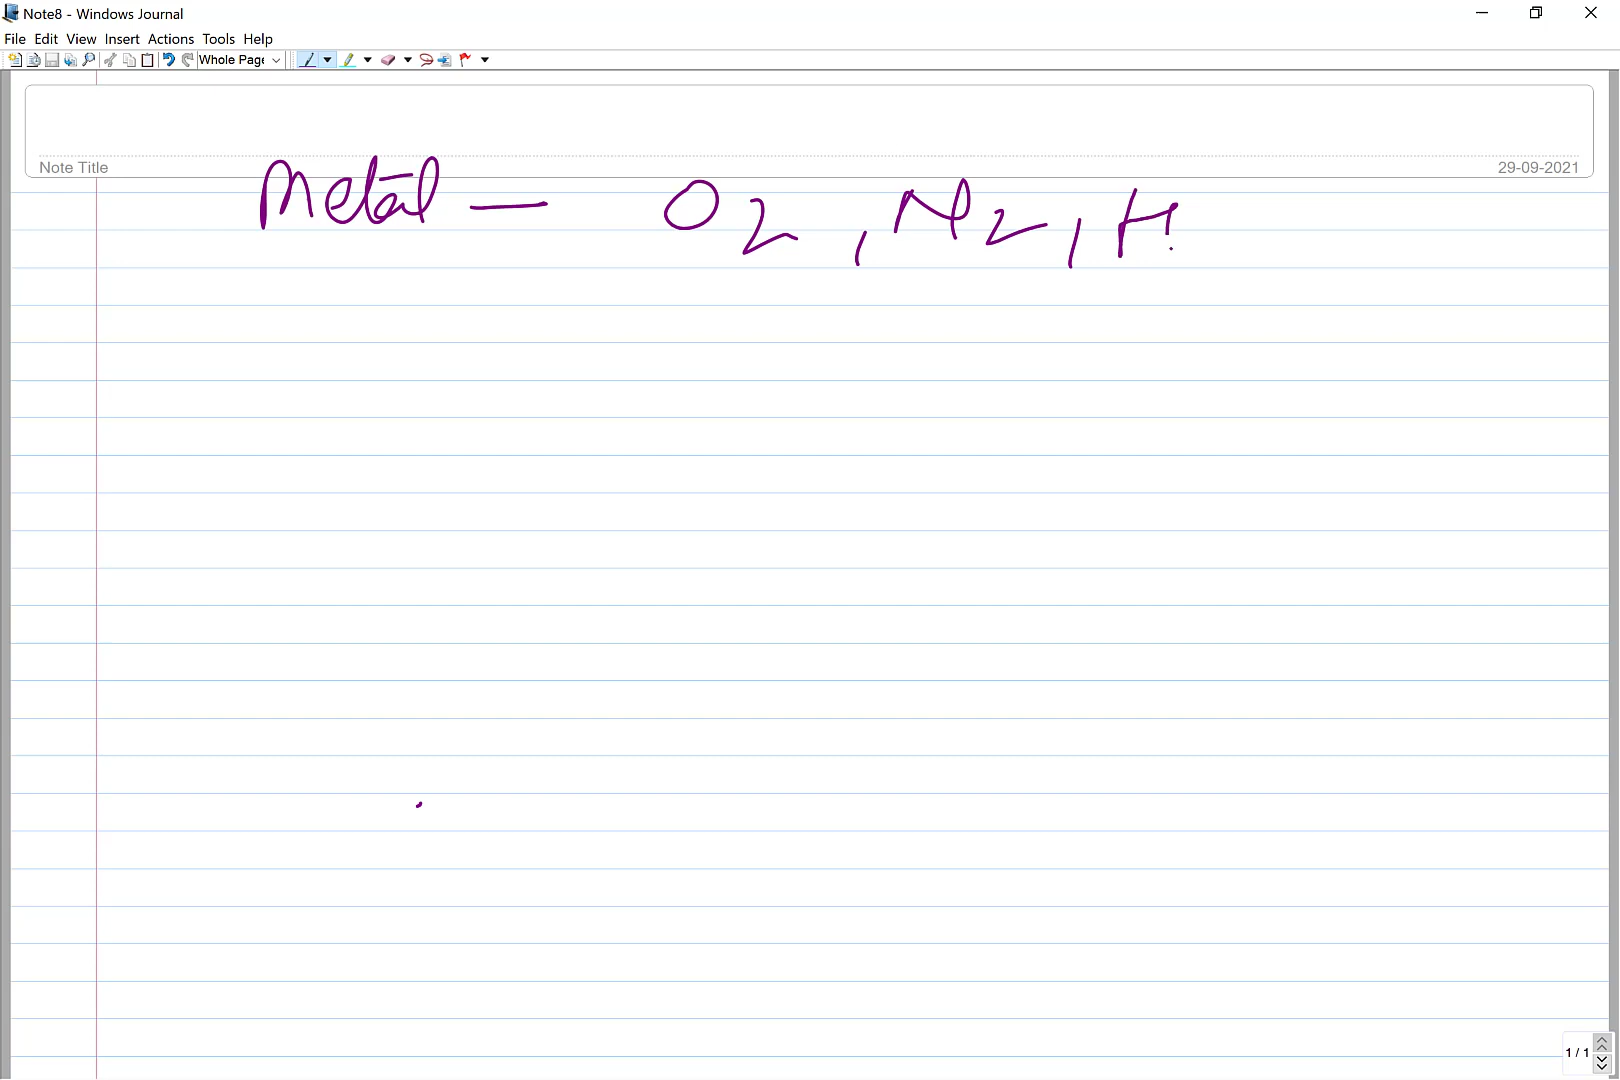 Note8 - Windows Journal
File Edit View Insert Actions Tools Help
Whole Page
Note Title
29-09-2021
Metal — O2, N2, H
1 / 1